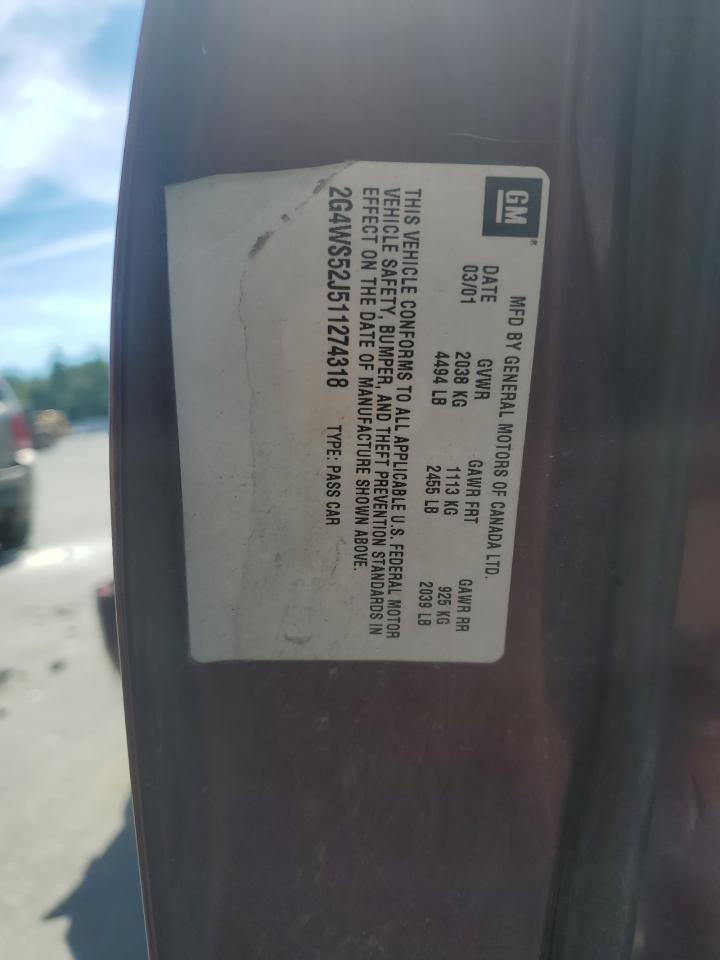 GM®
MFD BY GENERAL MOTORS OF CANADA LTD.
DATE GVWR GAWR FRT GAWR RR
03/01 2038 KG 1113 KG 925 KG
4494 LB 2455 LB 2039 LB
THIS VEHICLE CONFORMS TO ALL APPLICABLE U.S. FEDERAL MOTOR
VEHICLE SAFETY, BUMPER, AND THEFT PREVENTION STANDARDS IN
EFFECT ON THE DATE OF MANUFACTURE SHOWN ABOVE.
2G4WS52J511274318 TYPE: PASS CAR